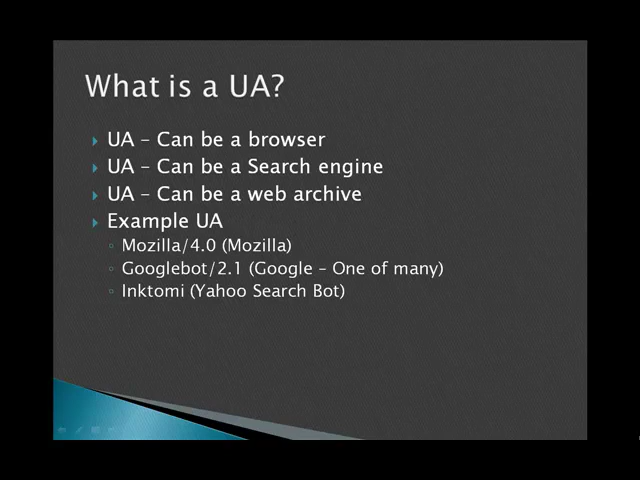 What is a UA?
UA – Can be a browser
UA – Can be a Search engine
UA – Can be a web archive
Example UA
Mozilla/4.0 (Mozilla)
Googlebot/2.1 (Google – One of many)
Inktomi (Yahoo Search Bot)